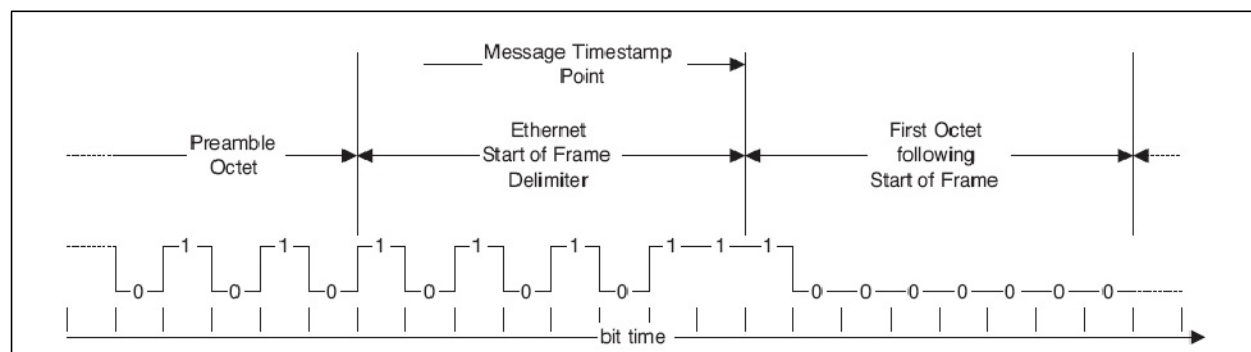 Message Timestamp
Point
Preamble
Octet
Ethernet
Start of Frame
Delimiter
First Octet
following
Start of Frame
1 1 1 1 1 1 1 1
0 0 0 0 0 0 0 0 0 0 0 0 0
bit time